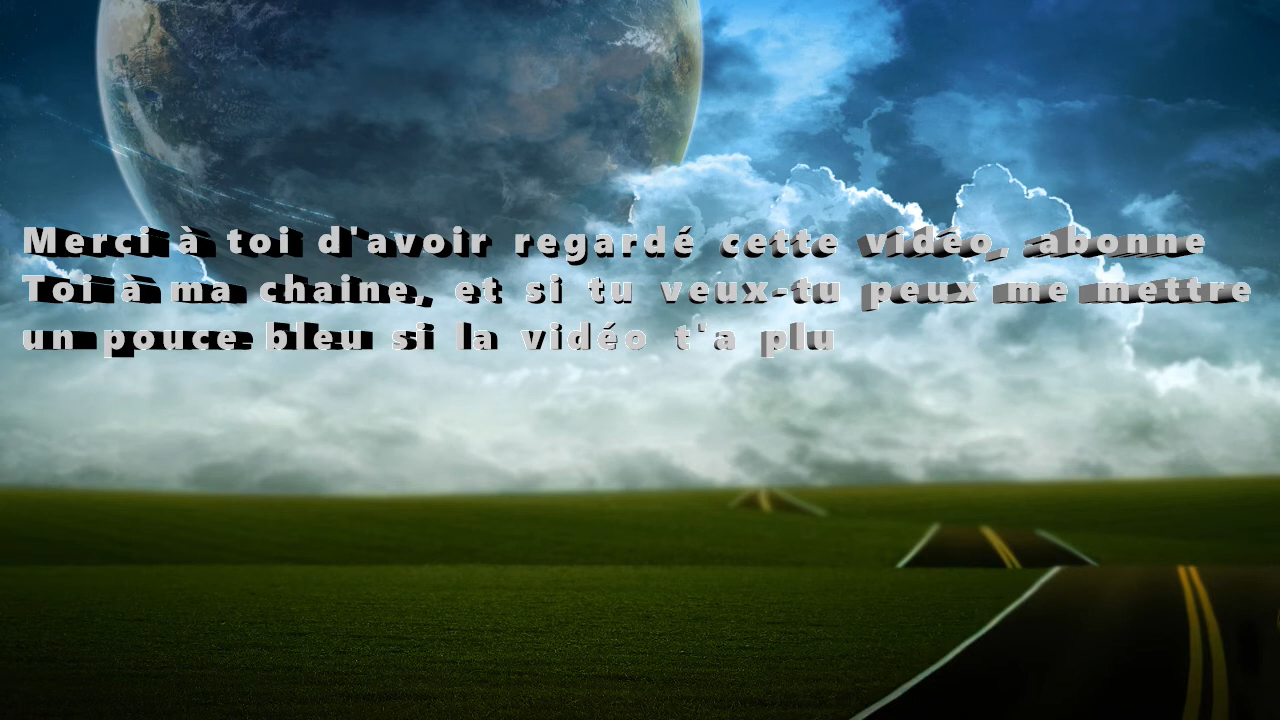 Merci à toi d'avoir regardé cette vidéo, abonne
Toi à ma chaine, et si tu veux-tu peux me mettre
un pouce bleu si la vidéo t'a plu